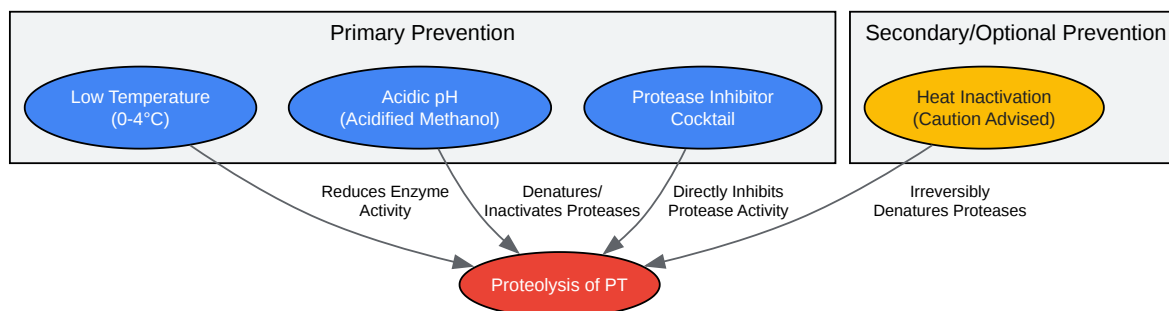 Primary Prevention
Secondary/Optional Prevention
Low Temperature
(0-4°C)
Acidic pH
(Acidified Methanol)
Protease Inhibitor
Cocktail
Heat Inactivation
(Caution Advised)
Reduces Enzyme
Activity
Denatures/
Inactivates Proteases
Directly Inhibits
Protease Activity
Irreversibly
Denatures Proteases
Proteolysis of PT